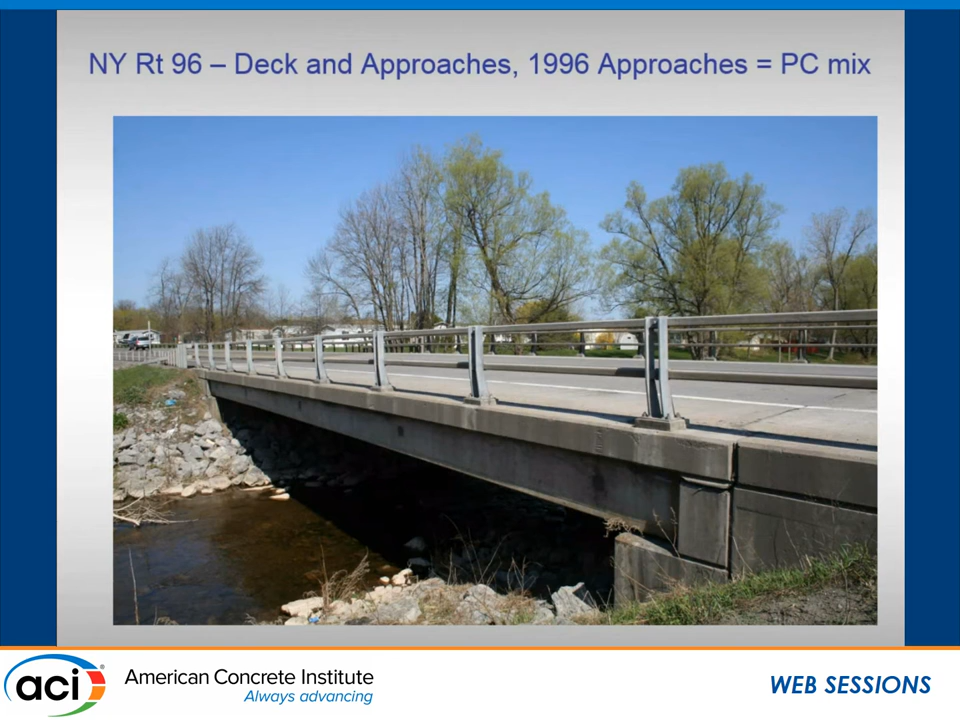 NY Rt 96 – Deck and Approaches, 1996 Approaches = PC mix
aci®
American Concrete Institute
Always advancing
WEB SESSIONS